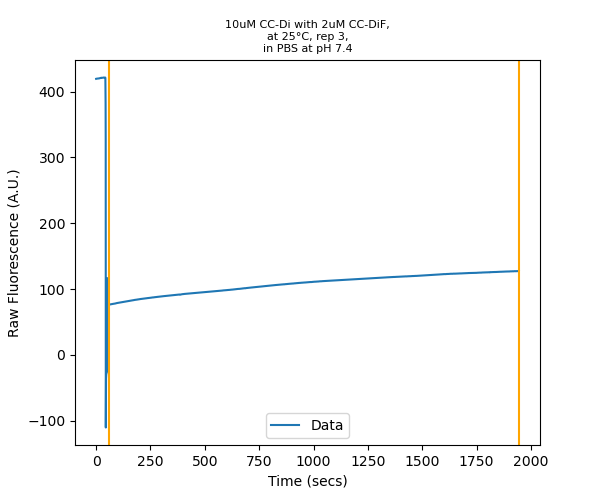 10uM CC-Di with 2uM CC-DiF,
at 25°C, rep 3,
in PBS at pH 7.4
Raw Fluorescence (A.U.)
400
300
200
100
0
−100
Data
0 250 500 750 1000 1250 1500 1750 2000
Time (secs)